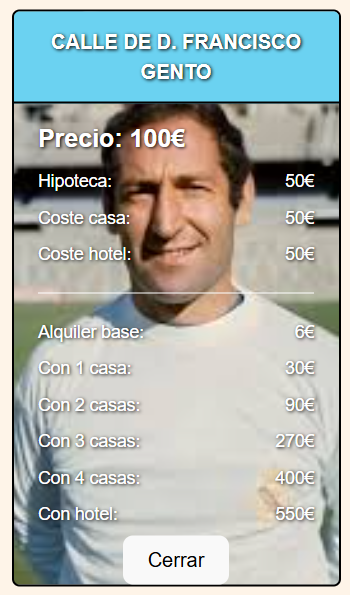 CALLE DE D. FRANCISCO
GENTO
Precio: 100€
Hipoteca: 50€
Coste casa: 50€
Coste hotel: 50€
Alquiler base: 6€
Con 1 casa: 30€
Con 2 casas: 90€
Con 3 casas: 270€
Con 4 casas: 400€
Con hotel: 550€
Cerrar